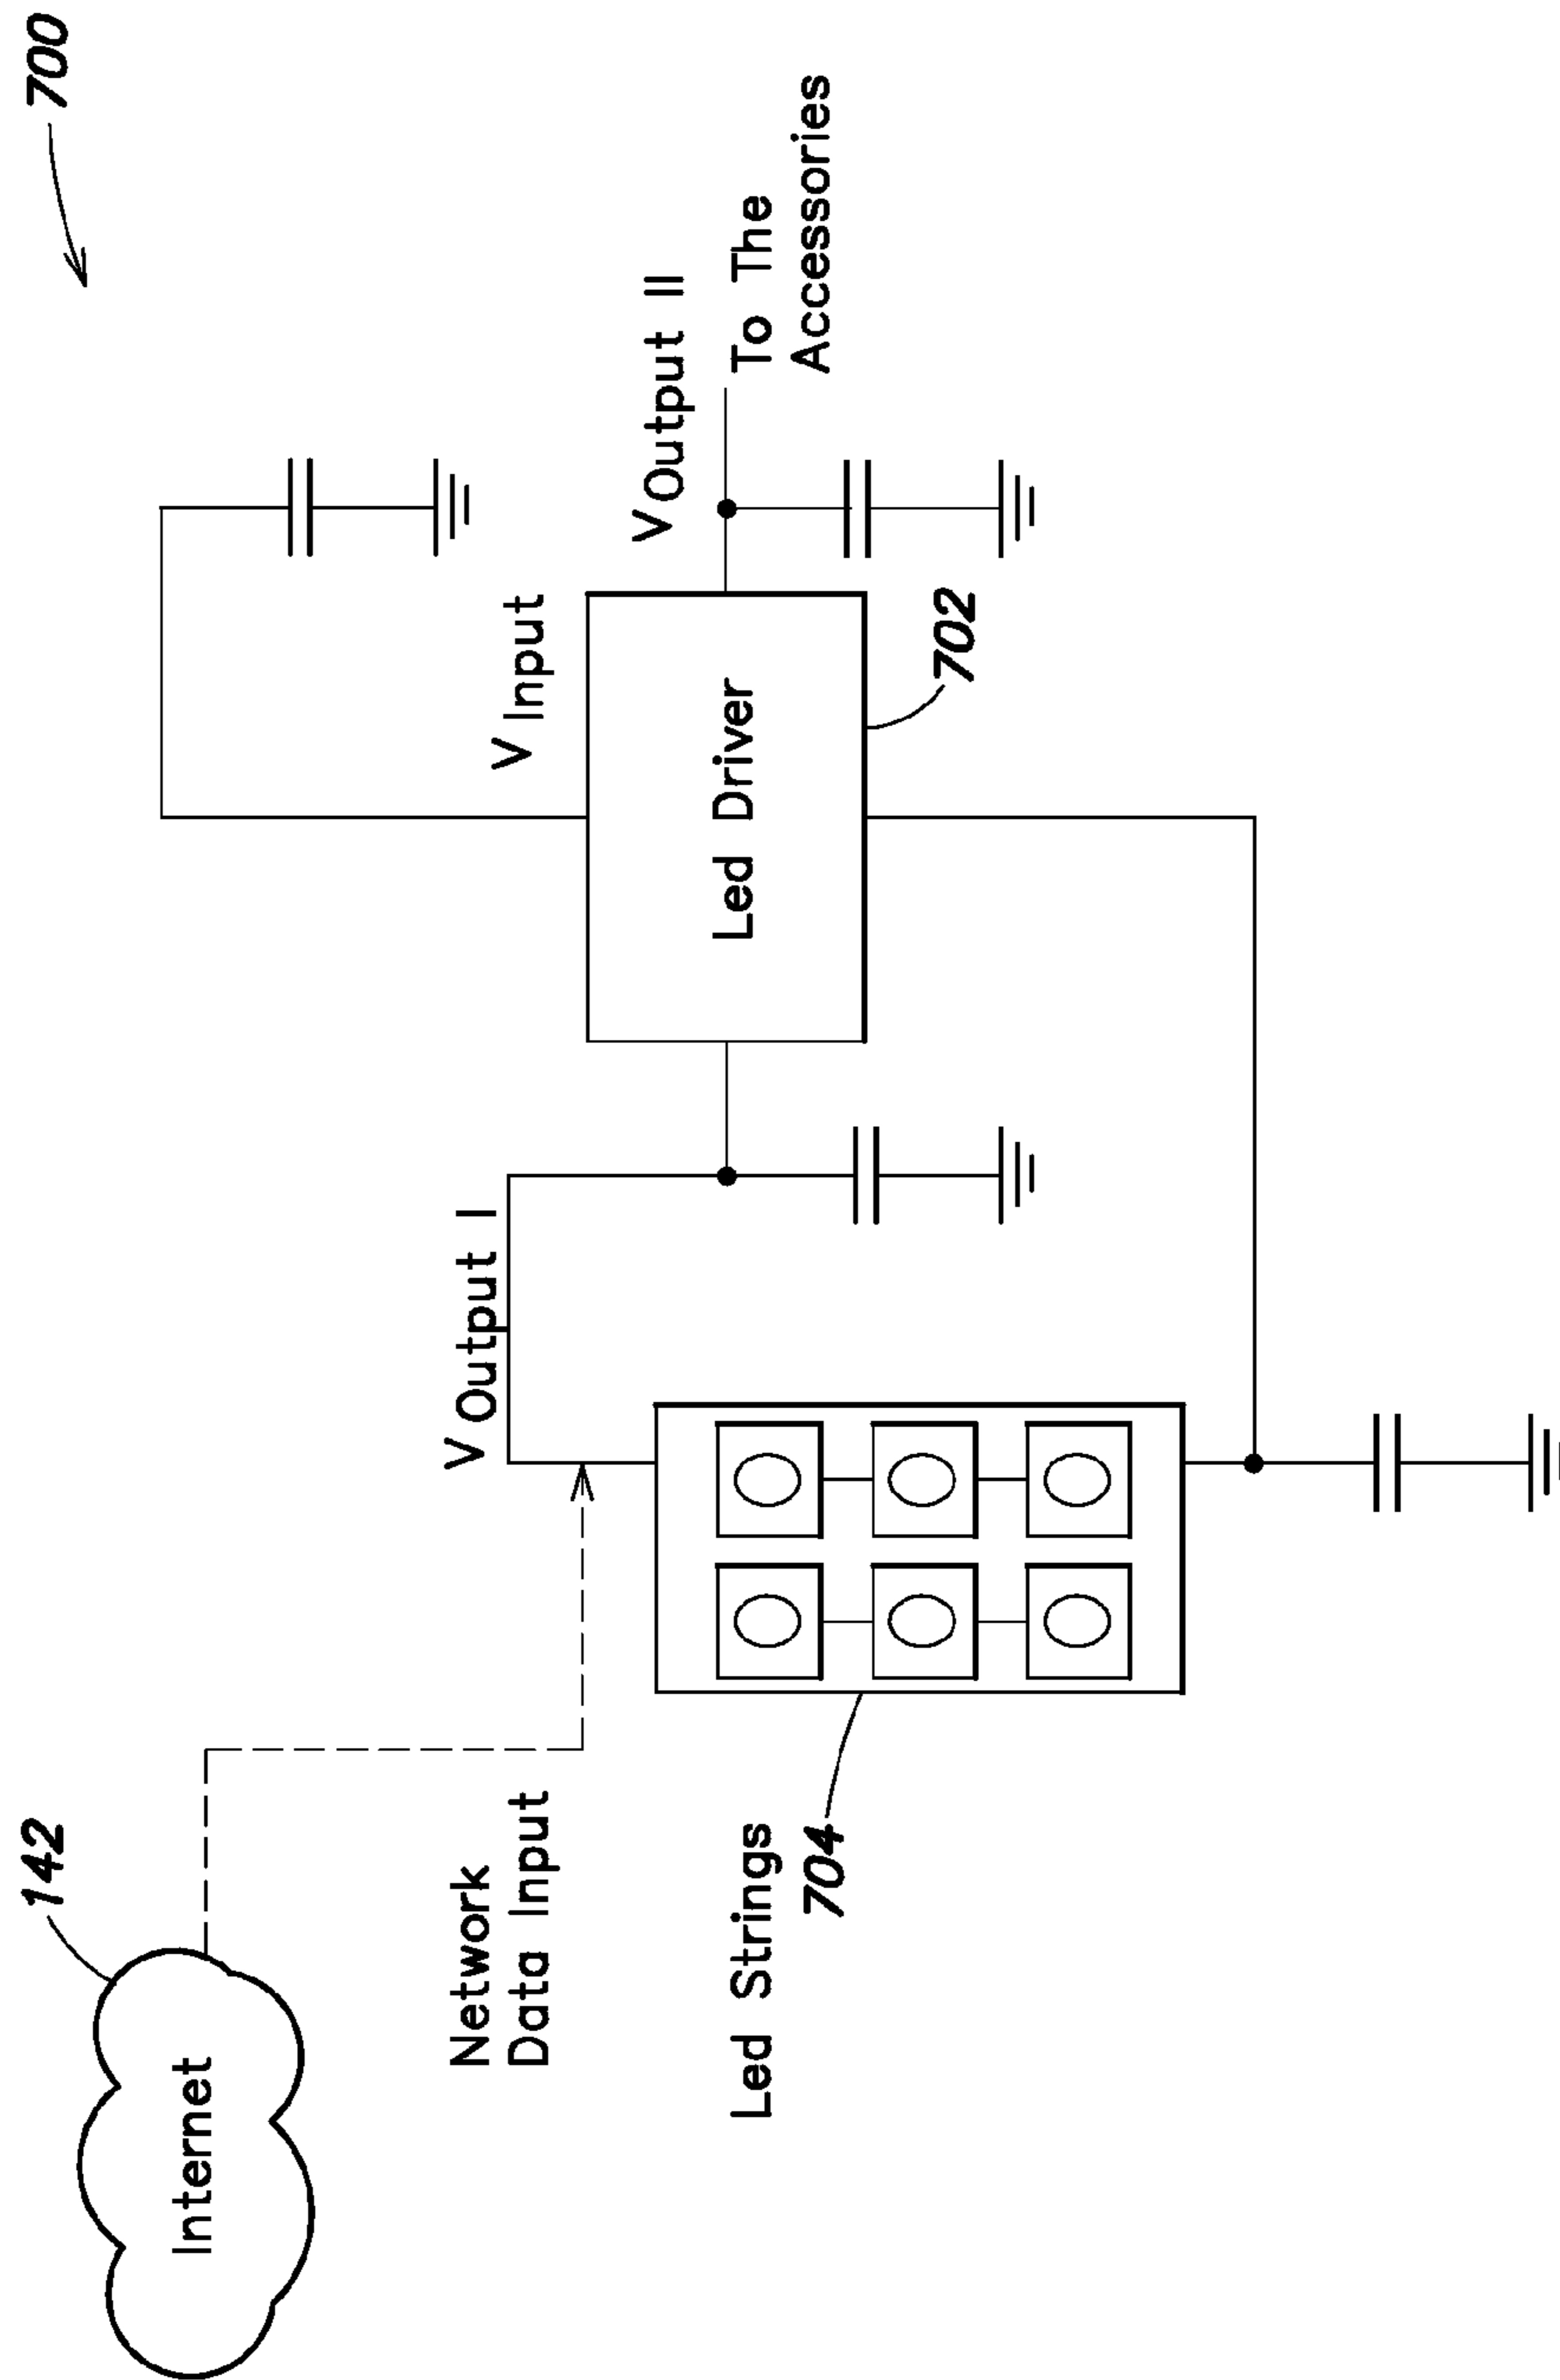 700
142
Internet
Network
Data Input
V Output I
V Input
V Output II
To The
Accessories
Led Driver
702
Led Strings
704